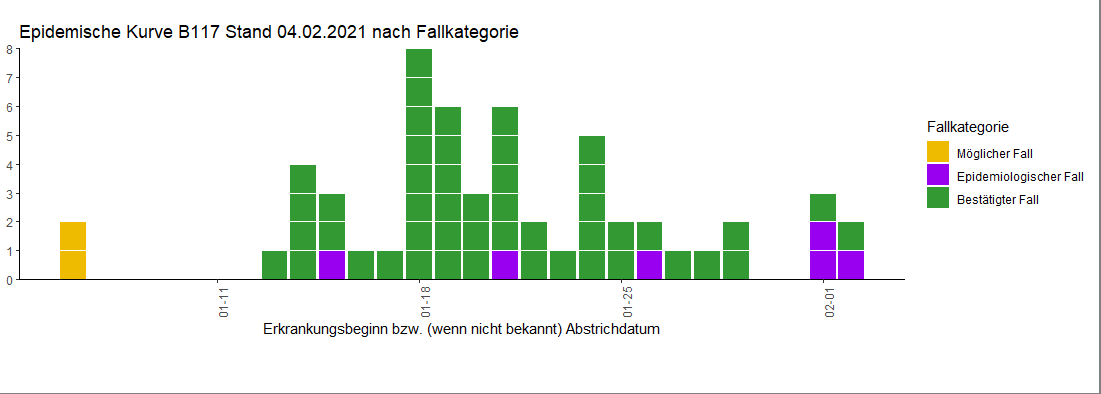 Epidemische Kurve B117 Stand 04.02.2021 nach Fallkategorie
8
7
6
5
4
3
2
1
0
01-11
01-18
01-25
02-01
Erkrankungsbeginn bzw. (wenn nicht bekannt) Abstrichdatum
Fallkategorie
Möglicher Fall
Epidemiologischer Fall
Bestätigter Fall